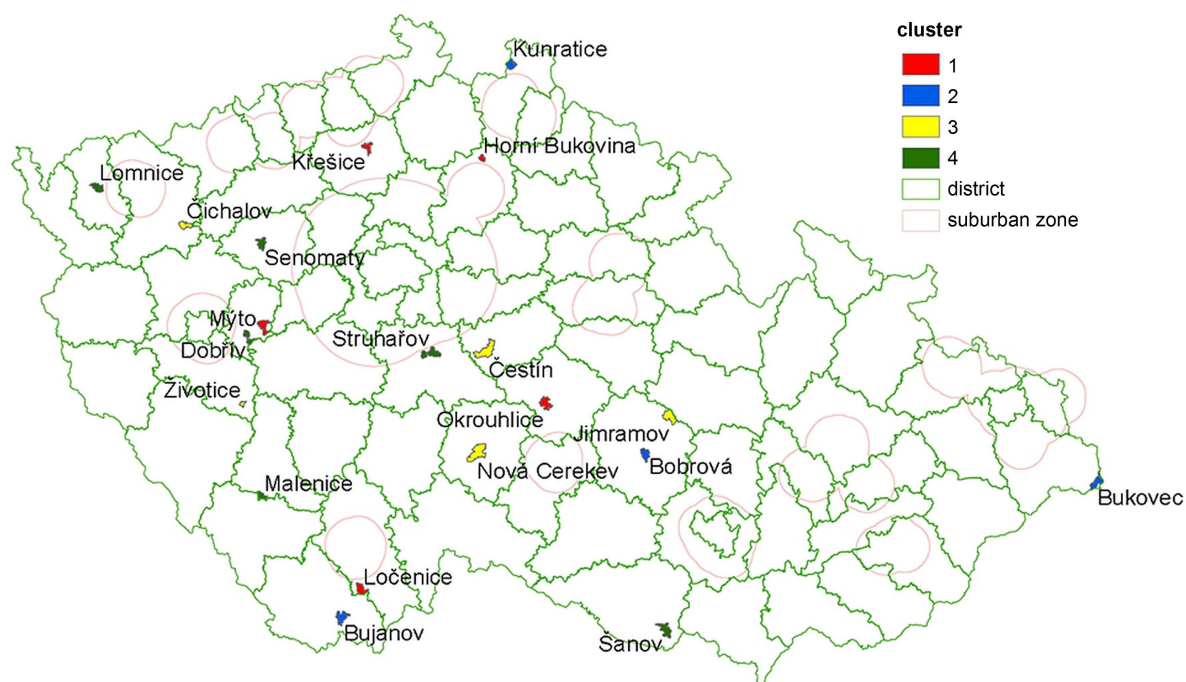 cluster
1
2
3
4
district
suburban zone
Kunratice
Křešice
Horní Bukovina
Lomnice
Čichalov
Senomaty
Mýto
Dobřív
Struhařov
Čestín
Životice
Okrouhlice
Jimramov
Nová Cerekev
Bobrová
Malenice
Bukovec
Ločenice
Bujanov
Šanov